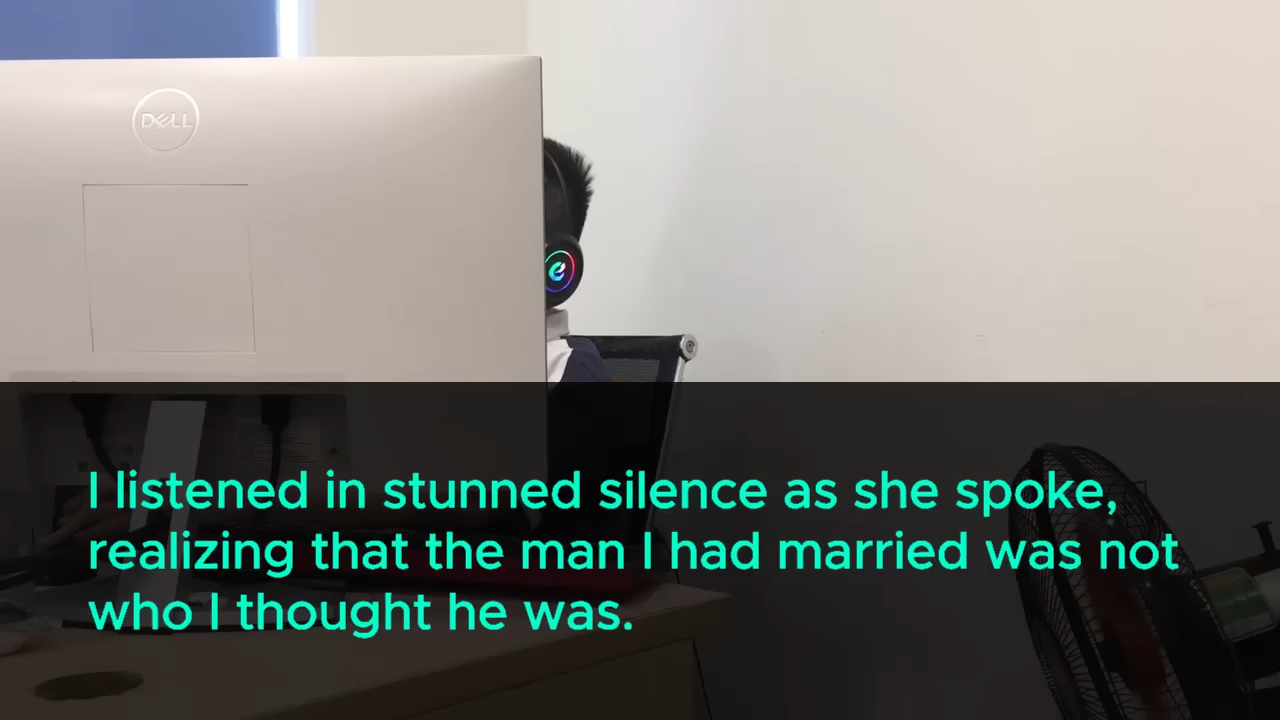 DELL
I listened in stunned silence as she spoke,
realizing that the man I had married was not
who I thought he was.